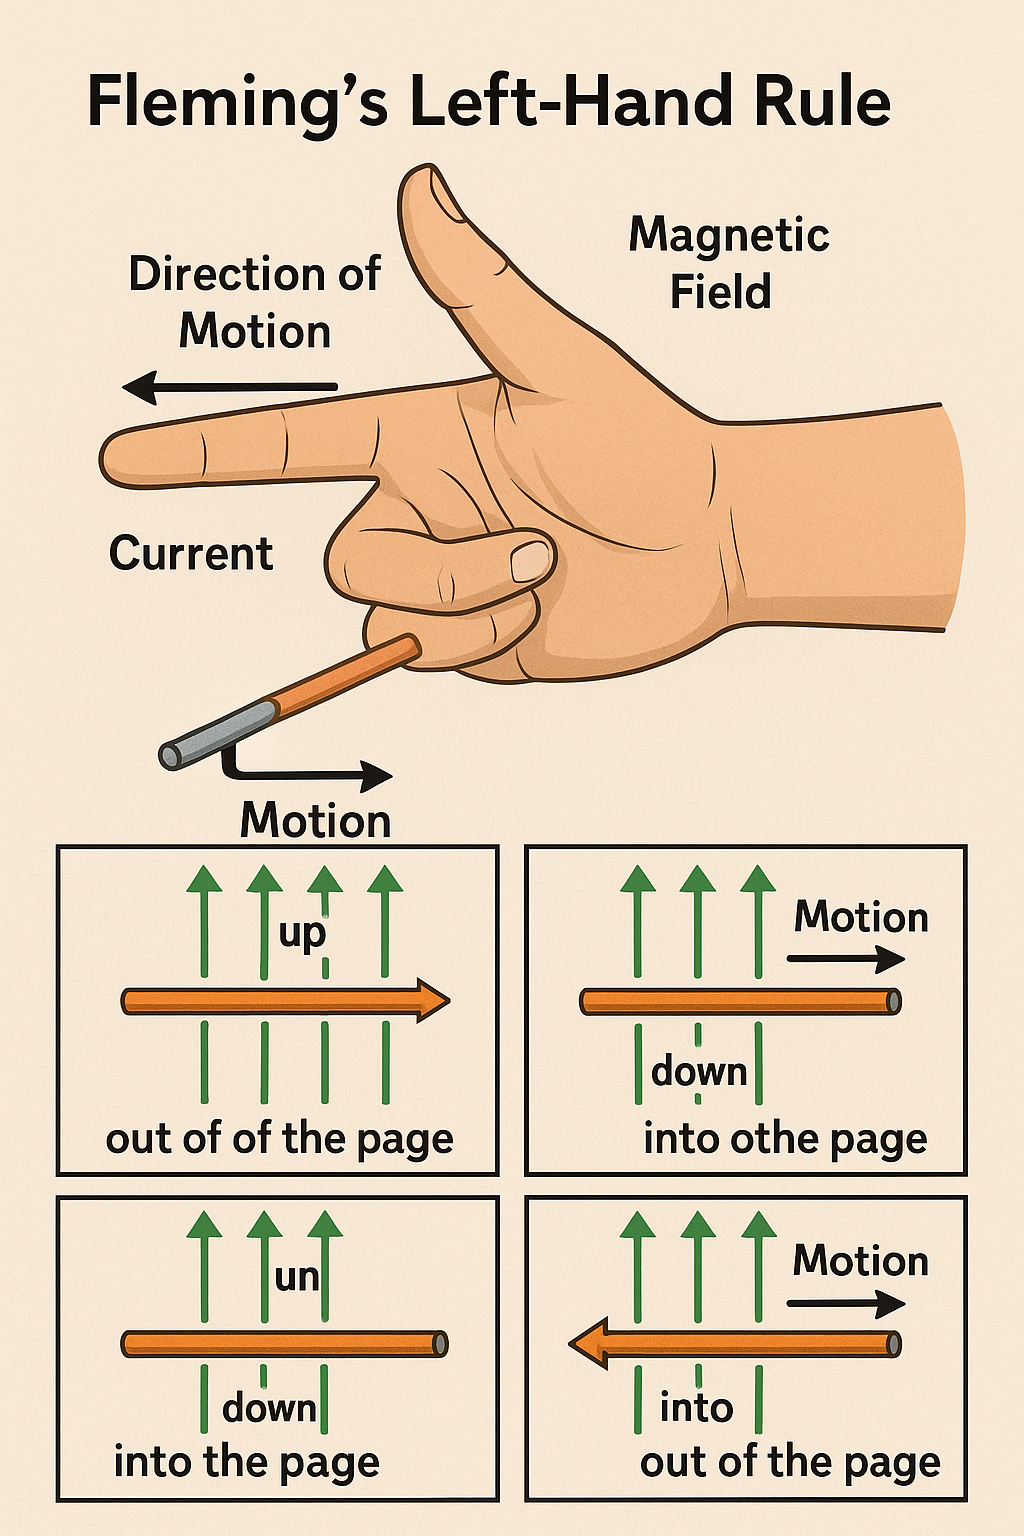 Fleming’s Left-Hand Rule
Magnetic
Field
Direction of
Motion
Current
Motion
up
out of of the page
Motion
down
into othe page
un
down
into the page
Motion
into
out of the page